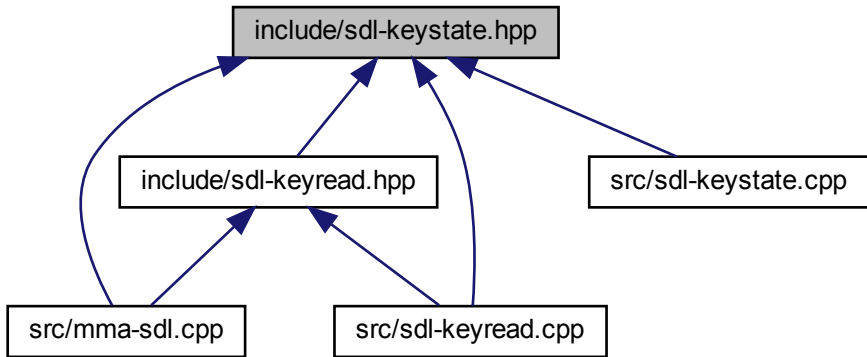 include/sdl-keystate.hpp
include/sdl-keyread.hpp
src/sdl-keystate.cpp
src/mma-sdl.cpp
src/sdl-keyread.cpp